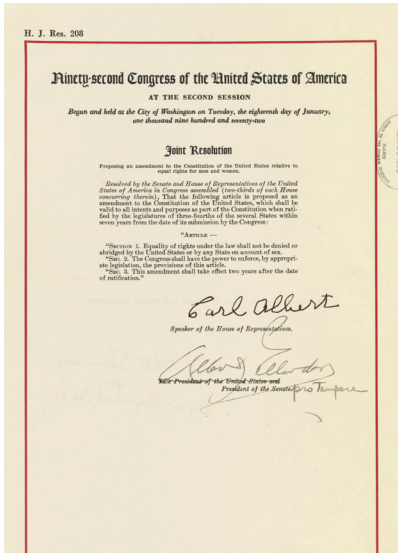 H. J. Res. 208
Ninety-second Congress of the United States of America
AT THE SECOND SESSION
Begun and held at the City of Washington on Tuesday, the eighteenth day of January,
one thousand nine hundred and seventy-two
Joint Resolution
Proposing an amendment to the Constitution of the United States relative to
equal rights for men and women.
Resolved by the Senate and House of Representatives of the United
States of America in Congress assembled (two-thirds of each House
concurring therein), That the following article is proposed as an
amendment to the Constitution of the United States, which shall be
valid to all intents and purposes as part of the Constitution when rati-
fied by the legislatures of three-fourths of the several States within
seven years from the date of its submission by the Congress:
"ARTICLE —
"SECTION 1. Equality of rights under the law shall not be denied or
abridged by the United States or by any State on account of sex.
"SEC. 2. The Congress shall have the power to enforce, by appropri-
ate legislation, the provisions of this article.
"SEC. 3. This amendment shall take effect two years after the date
of ratification."
Carl Albert
Speaker of the House of Representatives.
Vice President of the United States and
President of the Senate. pro Tempore